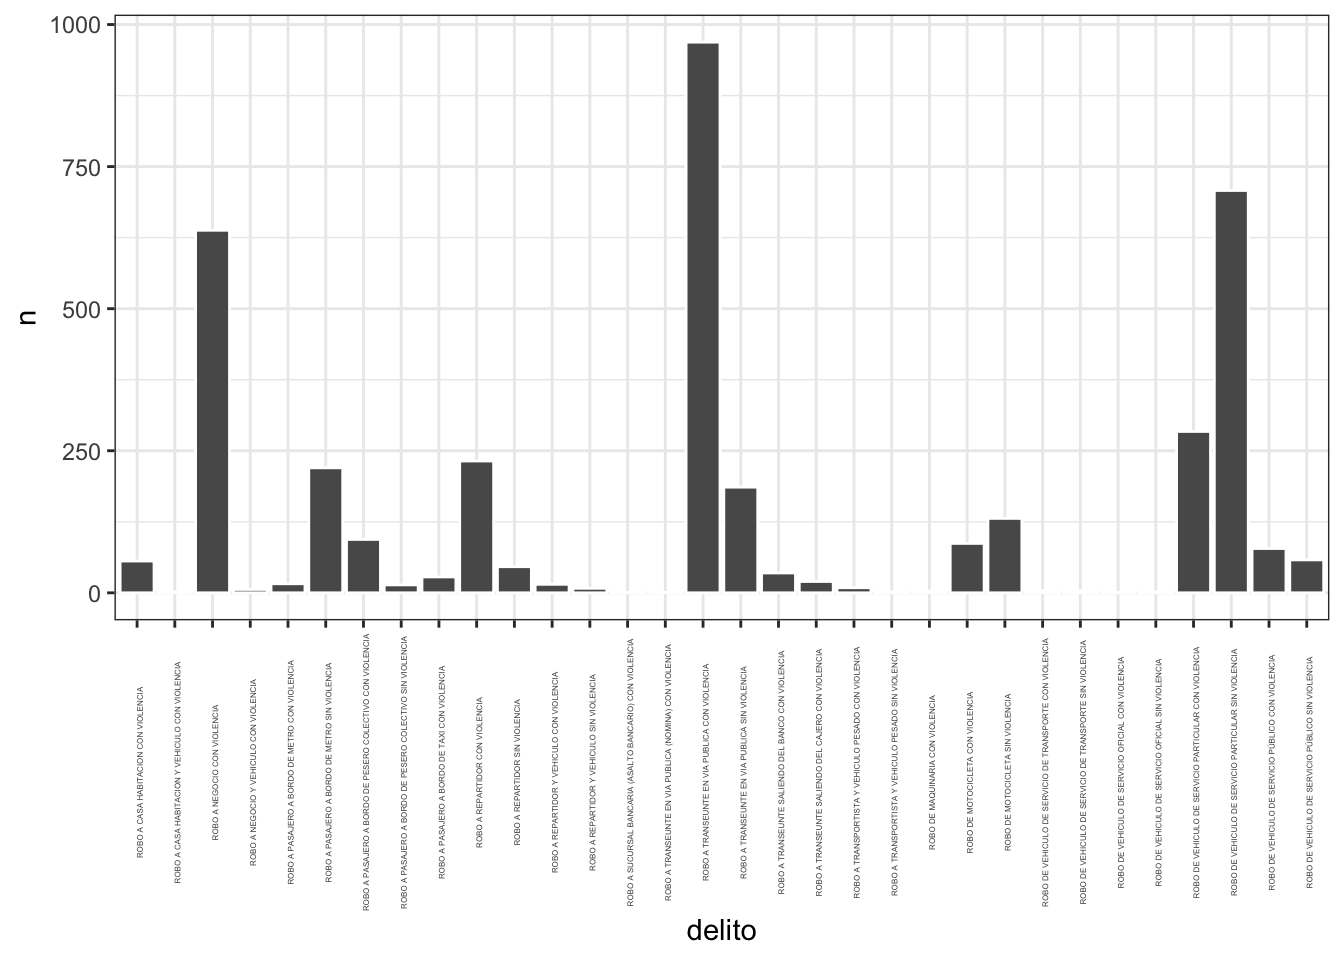 1000
750
500
250
0
n
ROBO A CASA HABITACION CON VIOLENCIA
ROBO A CASA HABITACION Y VEHICULO CON VIOLENCIA
ROBO A NEGOCIO CON VIOLENCIA
ROBO A NEGOCIO Y VEHICULO CON VIOLENCIA
ROBO A PASAJERO A BORDO DE METRO CON VIOLENCIA
ROBO A PASAJERO A BORDO DE METRO SIN VIOLENCIA
ROBO A PASAJERO A BORDO DE PESERO COLECTIVO CON VIOLENCIA
ROBO A PASAJERO A BORDO DE PESERO COLECTIVO SIN VIOLENCIA
ROBO A PASAJERO A BORDO DE TAXI CON VIOLENCIA
ROBO A REPARTIDOR CON VIOLENCIA
ROBO A REPARTIDOR SIN VIOLENCIA
ROBO A REPARTIDOR Y VEHICULO CON VIOLENCIA
ROBO A REPARTIDOR Y VEHICULO SIN VIOLENCIA
ROBO A SUCURSAL BANCARIA (ASALTO BANCARIO) CON VIOLENCIA
ROBO A TRANSEUNTE EN VIA PUBLICA (NOMINA) CON VIOLENCIA
ROBO A TRANSEUNTE EN VIA PUBLICA CON VIOLENCIA
ROBO A TRANSEUNTE EN VIA PUBLICA SIN VIOLENCIA
ROBO A TRANSEUNTE SALIENDO DEL BANCO CON VIOLENCIA
ROBO A TRANSEUNTE SALIENDO DEL CAJERO CON VIOLENCIA
ROBO A TRANSPORTISTA Y VEHICULO PESADO CON VIOLENCIA
ROBO A TRANSPORTISTA Y VEHICULO PESADO SIN VIOLENCIA
ROBO DE MAQUINARIA CON VIOLENCIA
ROBO DE MOTOCICLETA CON VIOLENCIA
ROBO DE MOTOCICLETA SIN VIOLENCIA
ROBO DE VEHICULO DE SERVICIO DE TRANSPORTE CON VIOLENCIA
ROBO DE VEHICULO DE SERVICIO DE TRANSPORTE SIN VIOLENCIA
ROBO DE VEHICULO DE SERVICIO OFICIAL CON VIOLENCIA
ROBO DE VEHICULO DE SERVICIO OFICIAL SIN VIOLENCIA
ROBO DE VEHICULO DE SERVICIO PARTICULAR CON VIOLENCIA
ROBO DE VEHICULO DE SERVICIO PARTICULAR SIN VIOLENCIA
ROBO DE VEHICULO DE SERVICIO PÚBLICO CON VIOLENCIA
ROBO DE VEHICULO DE SERVICIO PÚBLICO SIN VIOLENCIA
delito